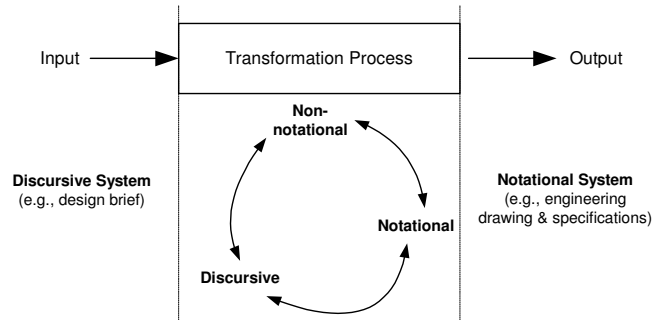 Input
Transformation Process
Output
Non-
notational
Discursive System
(e.g., design brief)
Notational System
(e.g., engineering
drawing & specifications)
Notational
Discursive